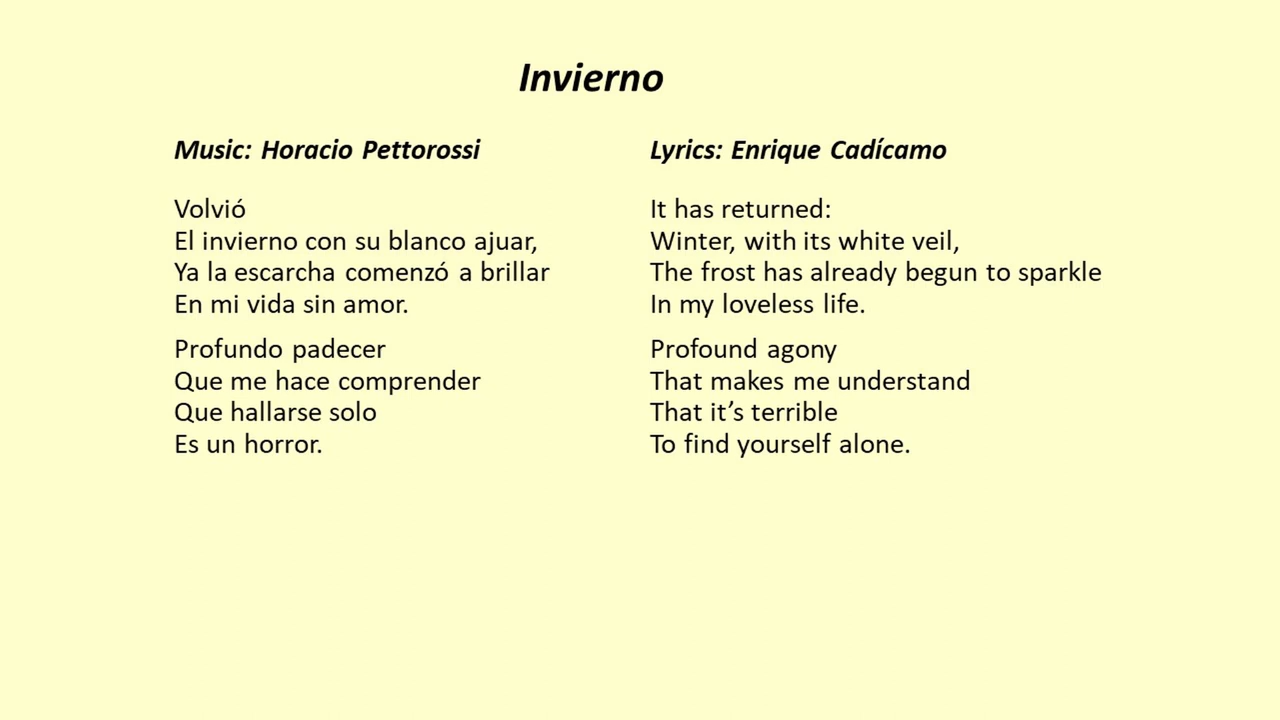 Invierno
Music: Horacio Pettorossi
Lyrics: Enrique Cadícamo
Volvió
El invierno con su blanco ajuar,
Ya la escarcha comenzó a brillar
En mi vida sin amor.
Profundo padecer
Que me hace comprender
Que hallarse solo
Es un horror.
It has returned:
Winter, with its white veil,
The frost has already begun to sparkle
In my loveless life.
Profound agony
That makes me understand
That it’s terrible
To find yourself alone.